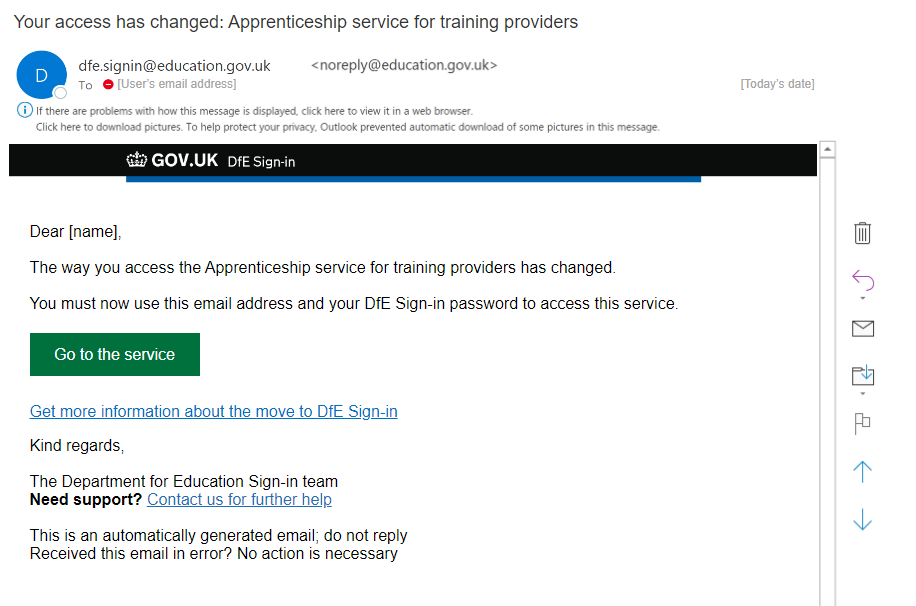 Your access has changed: Apprenticeship service for training providers
D
dfe.signin@education.gov.uk <noreply@education.gov.uk>
To [User's email address]
[Today's date]
If there are problems with how this message is displayed, click here to view it in a web browser.
Click here to download pictures. To help protect your privacy, Outlook prevented automatic download of some pictures in this message.
GOV.UK DfE Sign-in
Dear [name],
The way you access the Apprenticeship service for training providers has changed.
You must now use this email address and your DfE Sign-in password to access this service.
Go to the service
Get more information about the move to DfE Sign-in
Kind regards,
The Department for Education Sign-in team
Need support? Contact us for further help
This is an automatically generated email; do not reply
Received this email in error? No action is necessary